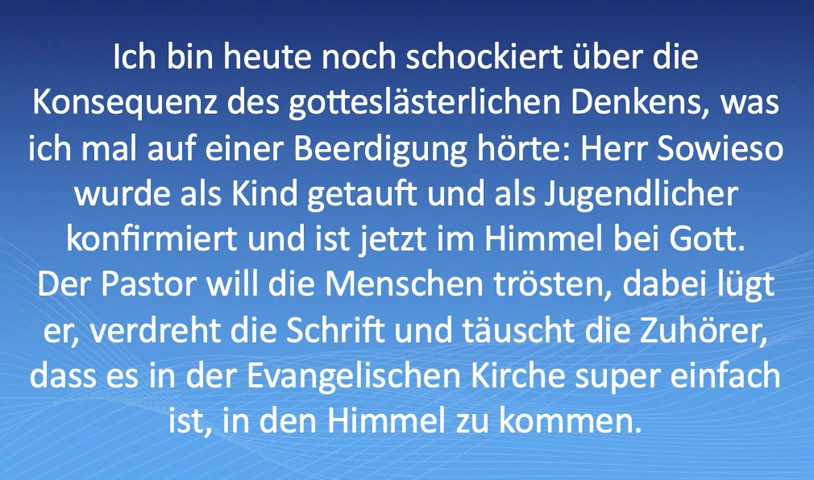 Ich bin heute noch schockiert über die
Konsequenz des gotteslästerlichen Denkens, was
ich mal auf einer Beerdigung hörte: Herr Sowieso
wurde als Kind getauft und als Jugendlicher
konfirmiert und ist jetzt im Himmel bei Gott.
Der Pastor will die Menschen trösten, dabei lügt
er, verdreht die Schrift und täuscht die Zuhörer,
dass es in der Evangelischen Kirche super einfach
ist, in den Himmel zu kommen.